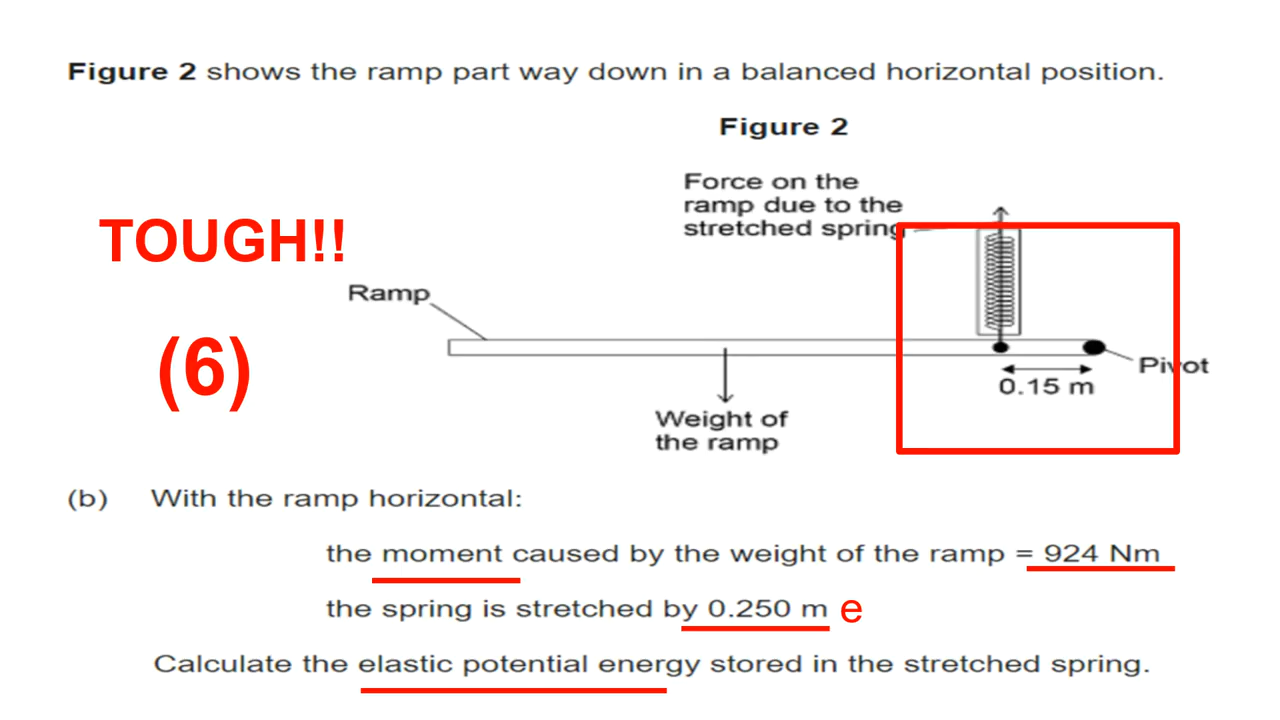 Figure 2 shows the ramp part way down in a balanced horizontal position.
Figure 2
Force on the
ramp due to the
stretched spring
TOUGH!!
Ramp
(6)
Pivot
0.15 m
Weight of
the ramp
(b) With the ramp horizontal:
the moment caused by the weight of the ramp = 924 Nm
the spring is stretched by 0.250 m e
Calculate the elastic potential energy stored in the stretched spring.